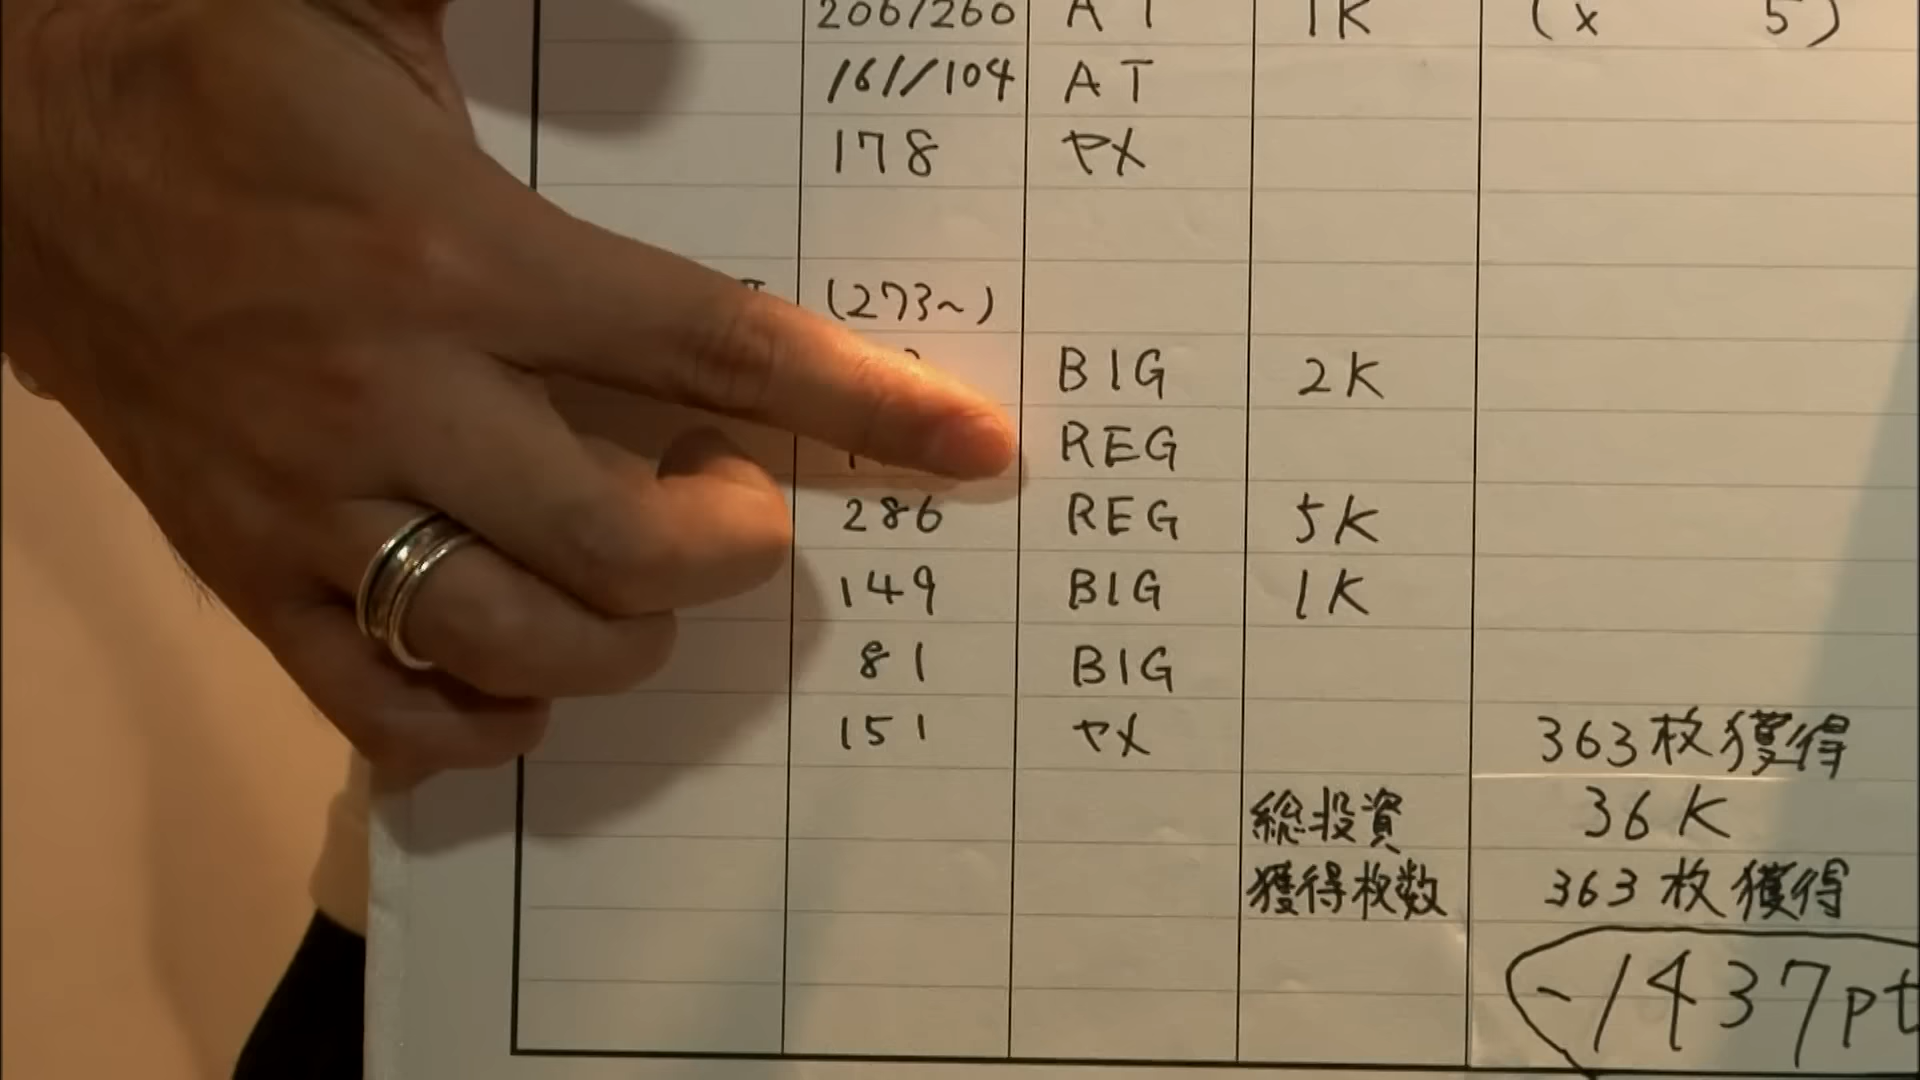 206/260 AT 1K (x 5)
161/104 AT
178 ヤメ
(273~)
BIG 2K
REG
286 REG 5K
149 BIG 1K
81 BIG
151 ヤメ 363枚獲得
総投資 36K
獲得枚数 363枚獲得
-1437pt